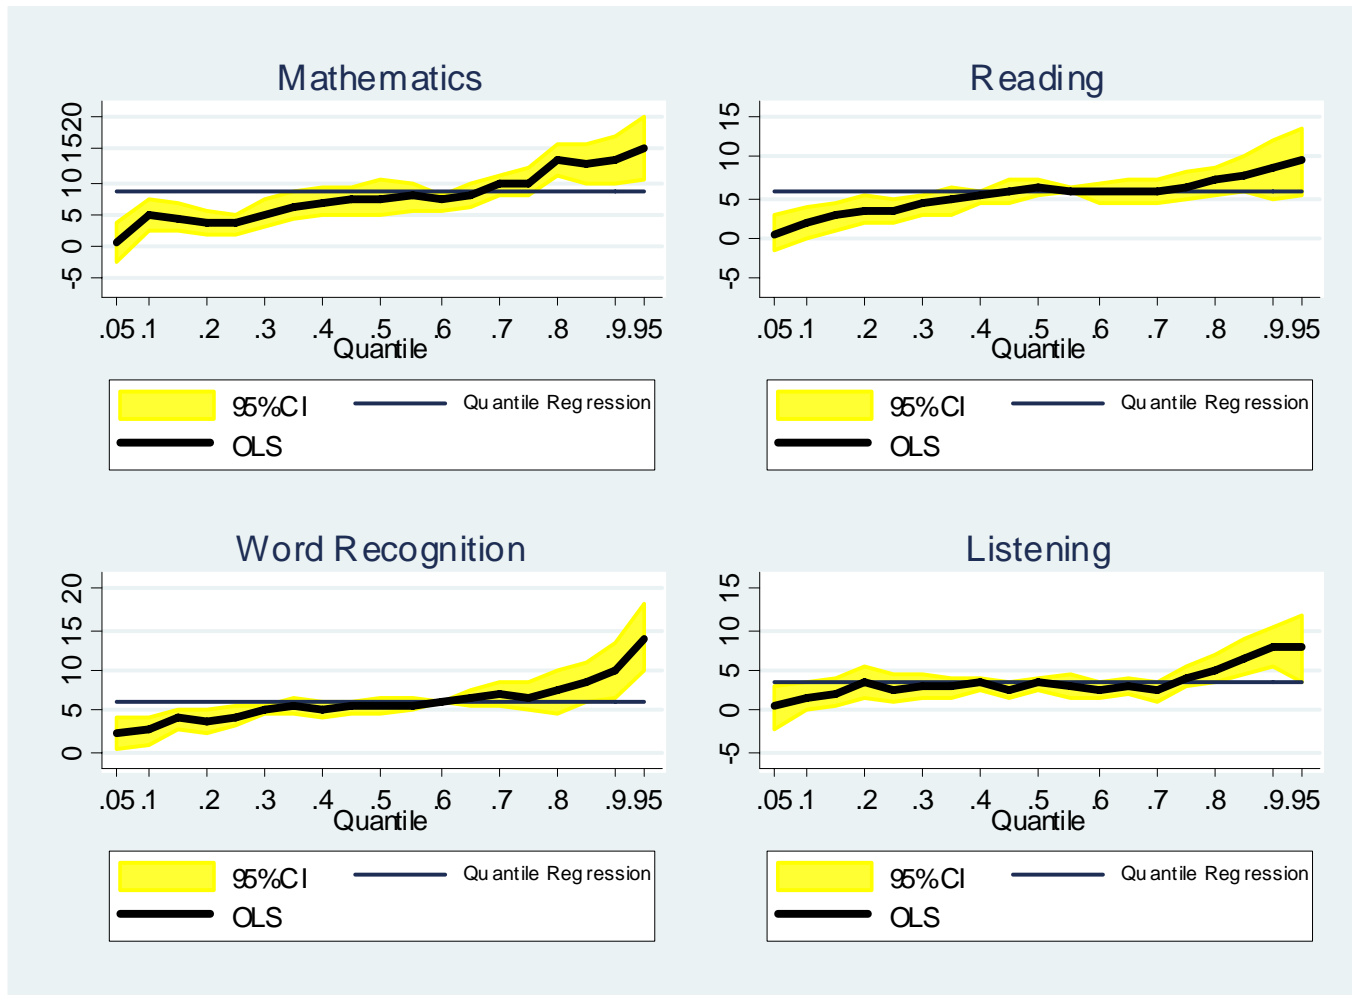 Mathematics
20
15
10
5
0
-5
.05 .1 .2 .3 .4 .5 .6 .7 .8 .9 .95
Quantile
95%CI Quantile Regression
OLS
Reading
15
10
5
0
-5
.05 .1 .2 .3 .4 .5 .6 .7 .8 .9 .95
Quantile
95%CI Quantile Regression
OLS
Word Recognition
20
15
10
5
0
.05 .1 .2 .3 .4 .5 .6 .7 .8 .9 .95
Quantile
95%CI Quantile Regression
OLS
Listening
15
10
5
0
-5
.05 .1 .2 .3 .4 .5 .6 .7 .8 .9 .95
Quantile
95%CI Quantile Regression
OLS